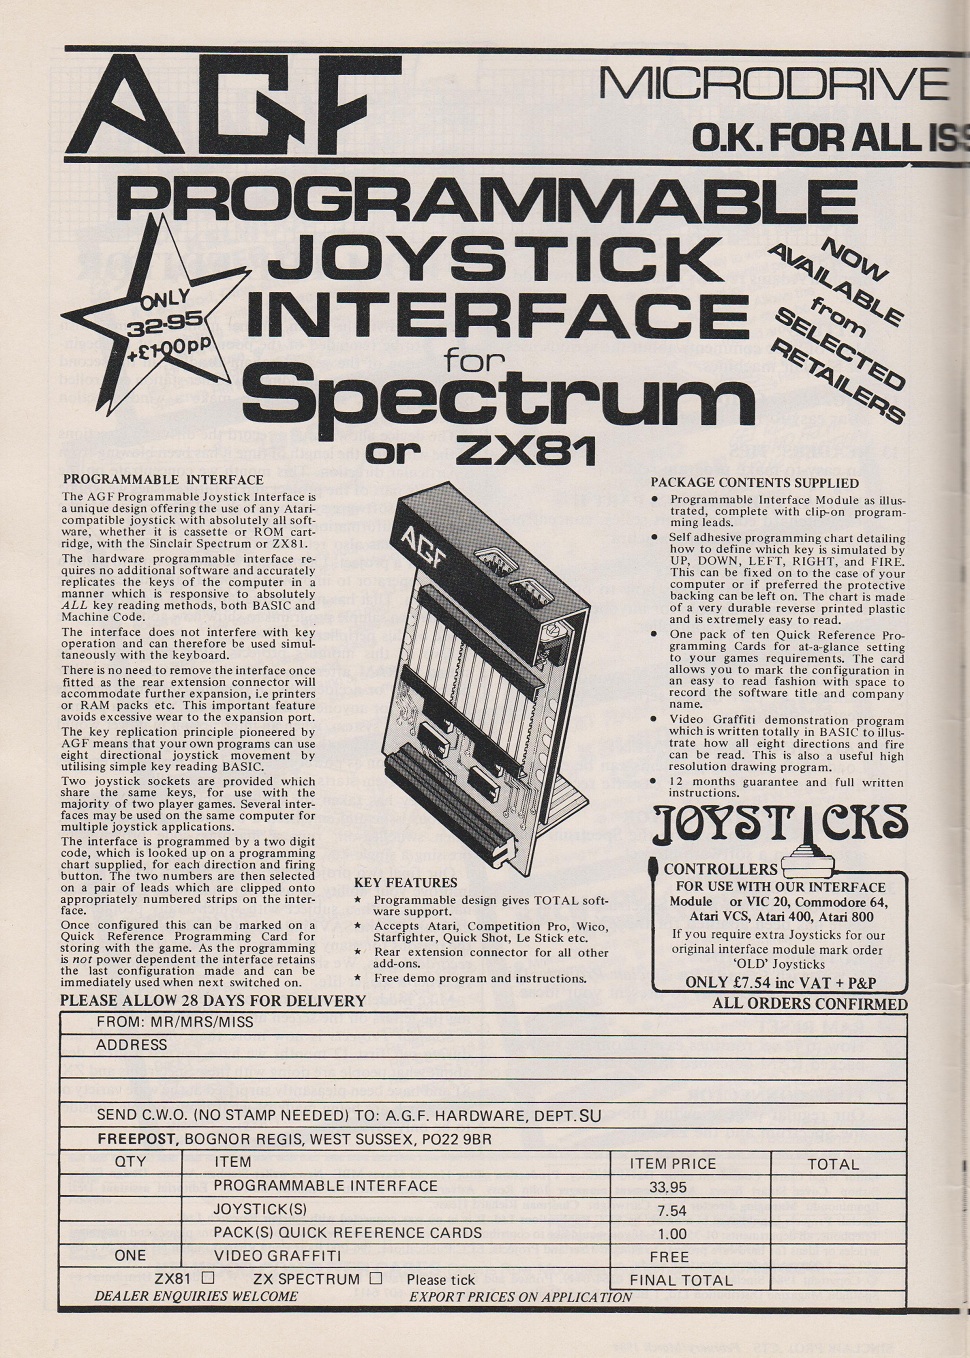 AGF
MICRODRIVE
O.K. FOR ALL ISS
PROGRAMMABLE
JOYSTICK
INTERFACE
for
Spectrum
or ZX81
ONLY
32.95
+£1.00pp
NOW
AVAILABLE
from
SELECTED
RETAILERS
PROGRAMMABLE INTERFACE
The AGF Programmable Joystick Interface is
a unique design offering the use of any Atari-
compatible joystick with absolutely all soft-
ware, whether it is cassette or ROM cart-
ridge, with the Sinclair Spectrum or ZX81.
The hardware programmable interface re-
quires no additional software and accurately
replicates the keys of the computer in a
manner which is responsive to absolutely
ALL key reading methods, both BASIC and
Machine Code.
The interface does not interfere with key
operation and can therefore be used simul-
taneously with the keyboard.
There is no need to remove the interface once
fitted as the rear extension connector will
accommodate further expansion, i.e printers
or RAM packs etc. This important feature
avoids excessive wear to the expansion port.
The key replication principle pioneered by
AGF means that your own programs can use
eight directional joystick movement by
utilising simple key reading BASIC.
Two joystick sockets are provided which
share the same keys, for use with the
majority of two player games. Several inter-
faces may be used on the same computer for
multiple joystick applications.
The interface is programmed by a two digit
code, which is looked up on a programming
chart supplied, for each direction and firing
button. The two numbers are then selected
on a pair of leads which are clipped onto
appropriately numbered strips on the inter-
face.
Once configured this can be marked on a
Quick Reference Programming Card for
storing with the game. As the programming
is not power dependent the interface retains
the last configuration made and can be
immediately used when next switched on.
AGF
KEY FEATURES
★ Programmable design gives TOTAL soft-
ware support.
★ Accepts Atari, Competition Pro, Wico,
Starfighter, Quick Shot, Le Stick etc.
★ Rear extension connector for all other
add-ons.
★ Free demo program and instructions.
PACKAGE CONTENTS SUPPLIED
● Programmable Interface Module as illus-
trated, complete with clip-on program-
ming leads.
● Self adhesive programming chart detailing
how to define which key is simulated by
UP, DOWN, LEFT, RIGHT, and FIRE.
This can be fixed on to the case of your
computer or if preferred the protective
backing can be left on. The chart is made
of a very durable reverse printed plastic
and is extremely easy to read.
● One pack of ten Quick Reference Pro-
gramming Cards for at-a-glance setting
to your games requirements. The card
allows you to mark the configuration in
an easy to read fashion with space to
record the software title and company
name.
● Video Graffiti demonstration program
which is written totally in BASIC to illus-
trate how all eight directions and fire
can be read. This is also a useful high
resolution drawing program.
● 12 months guarantee and full written
instructions.
JOYSTICKS
CONTROLLERS
FOR USE WITH OUR INTERFACE
Module or VIC 20, Commodore 64,
Atari VCS, Atari 400, Atari 800
If you require extra Joysticks for our
original interface module mark order
'OLD' Joysticks
ONLY £7.54 inc VAT + P&P
PLEASE ALLOW 28 DAYS FOR DELIVERY
ALL ORDERS CONFIRMED
FROM: MR/MRS/MISS
ADDRESS
SEND C.W.O. (NO STAMP NEEDED) TO: A.G.F. HARDWARE, DEPT. SU
FREEPOST, BOGNOR REGIS, WEST SUSSEX, PO22 9BR
QTY ITEM ITEM PRICE TOTAL
PROGRAMMABLE INTERFACE 33.95
JOYSTICK(S) 7.54
PACK(S) QUICK REFERENCE CARDS 1.00
ONE VIDEO GRAFFITI FREE
ZX81 □ ZX SPECTRUM □ Please tick FINAL TOTAL
DEALER ENQUIRIES WELCOME EXPORT PRICES ON APPLICATION